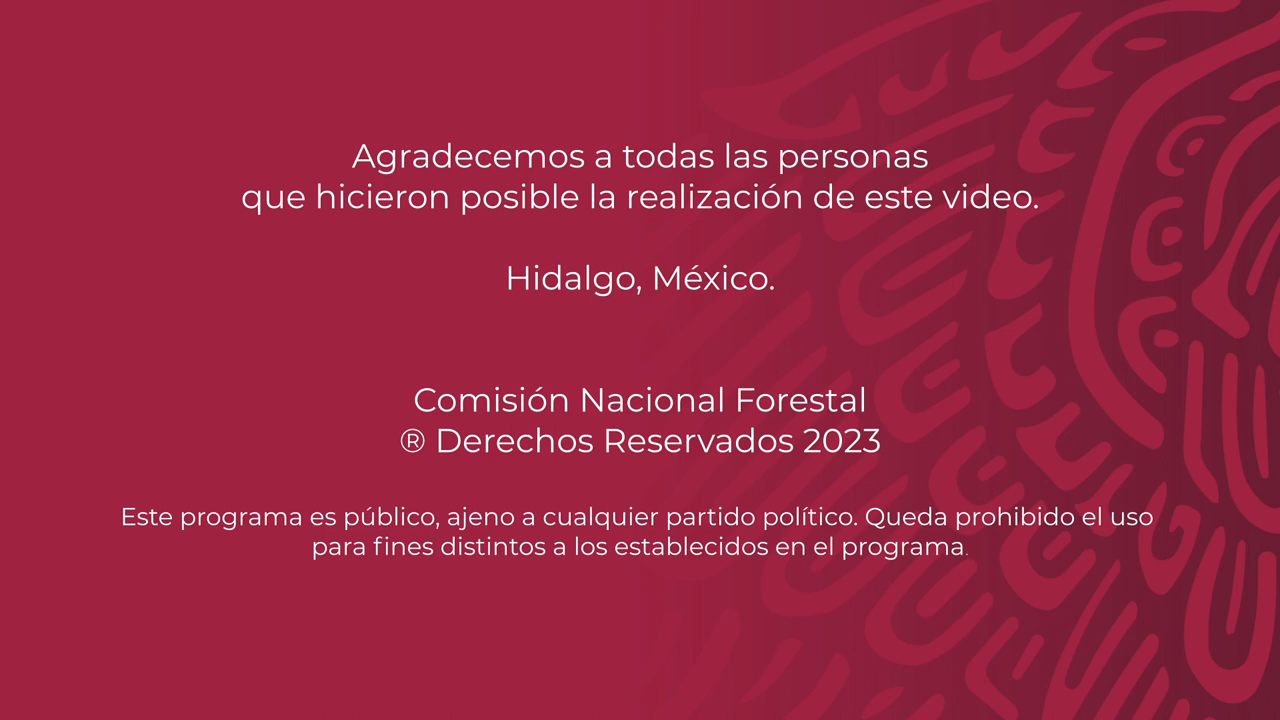 Agradecemos a todas las personas
que hicieron posible la realización de este video.
Hidalgo, México.
Comisión Nacional Forestal
® Derechos Reservados 2023
Este programa es público, ajeno a cualquier partido político. Queda prohibido el uso
para fines distintos a los establecidos en el programa.